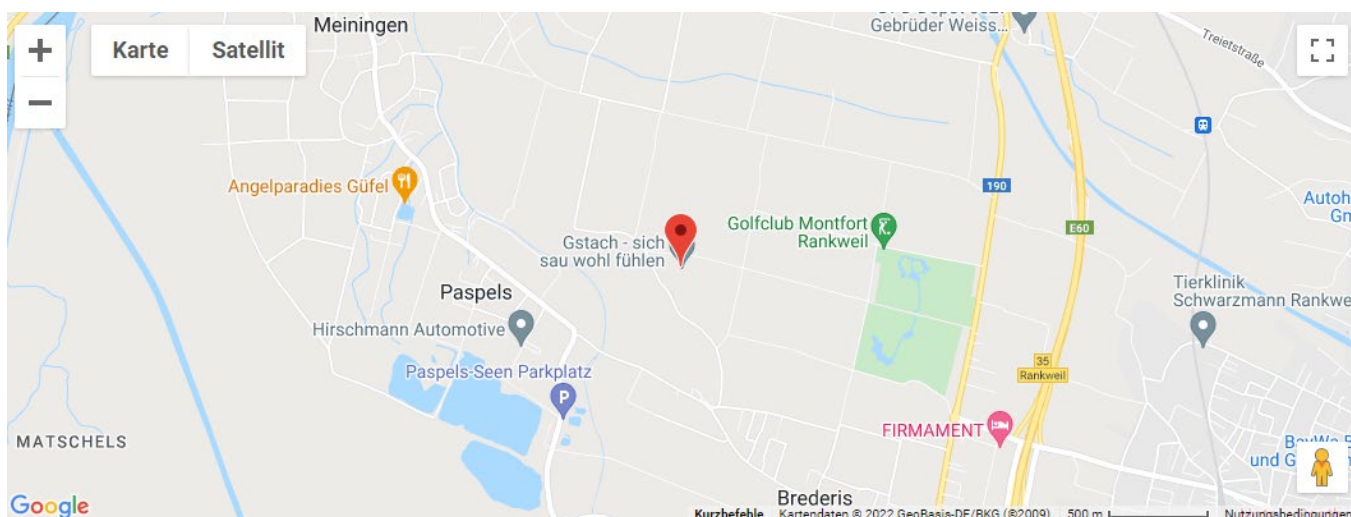 Meiningen
Gebrüder Weiss...
Treietstraße
+
Karte
Satellit
−
Angelparadies Güfel
190
Autoh
Gm
Golfclub Montfort
Rankweil
E60
Gstach - sich
sau wohl fühlen
Tierklinik
Schwarzmann Rankwe
Paspels
Hirschmann Automotive
35
Rankweil
Paspels-Seen Parkplatz
P
FIRMAMENT
MATSCHELS
und G
Brederis
Google
Kurzbefehle
Kartendaten © 2022 GeoBasis-DE/BKG (©2009)
500 m
Nutzungsbedingungen